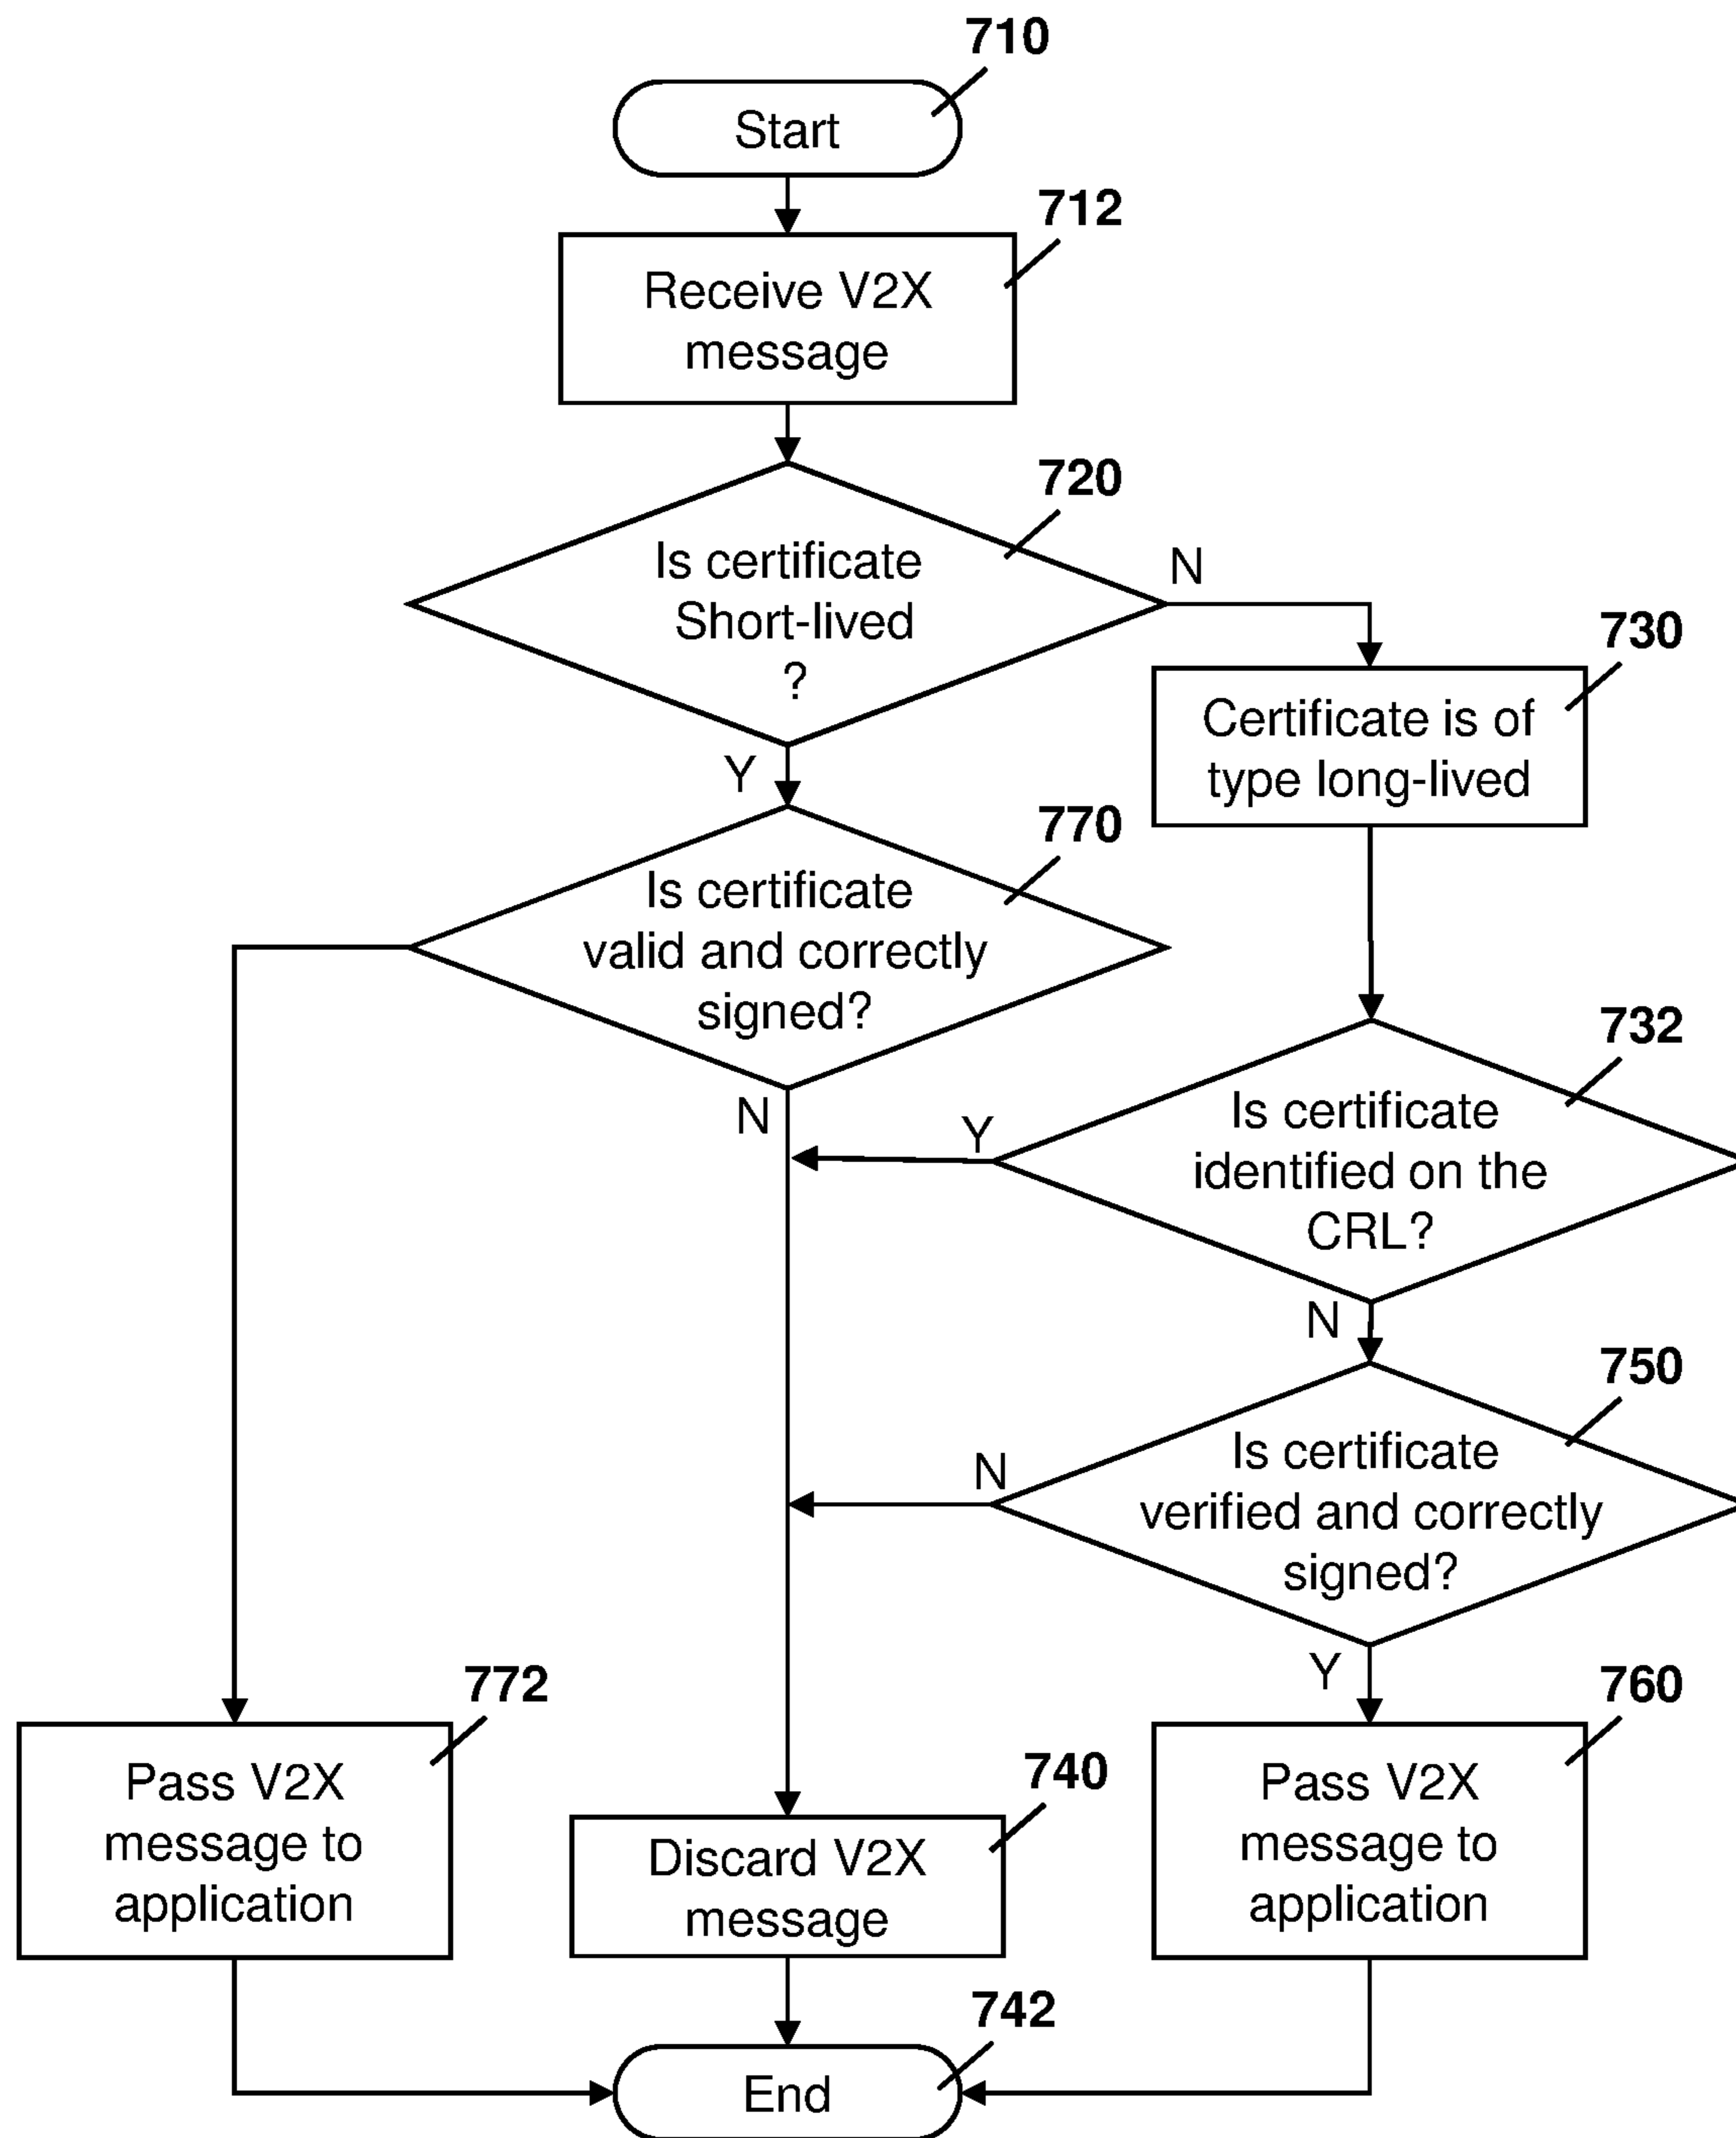 710
Start
712
Receive V2X
message
720
Is certificate
Short-lived
?
N
Y
730
Certificate is of
type long-lived
770
Is certificate
valid and correctly
signed?
N
732
Is certificate
identified on the
CRL?
Y
N
750
Is certificate
verified and correctly
signed?
N
Y
772
Pass V2X
message to
application
740
Discard V2X
message
760
Pass V2X
message to
application
742
End